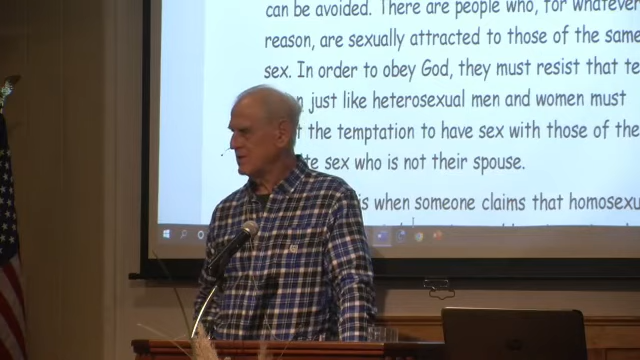 can be avoided. There are people who, for whatever
reason, are sexually attracted to those of the same
sex. In order to obey God, they must resist that
just like heterosexual men and women must
the temptation to have sex with those of the
sex who is not their spouse.
is when someone claims that